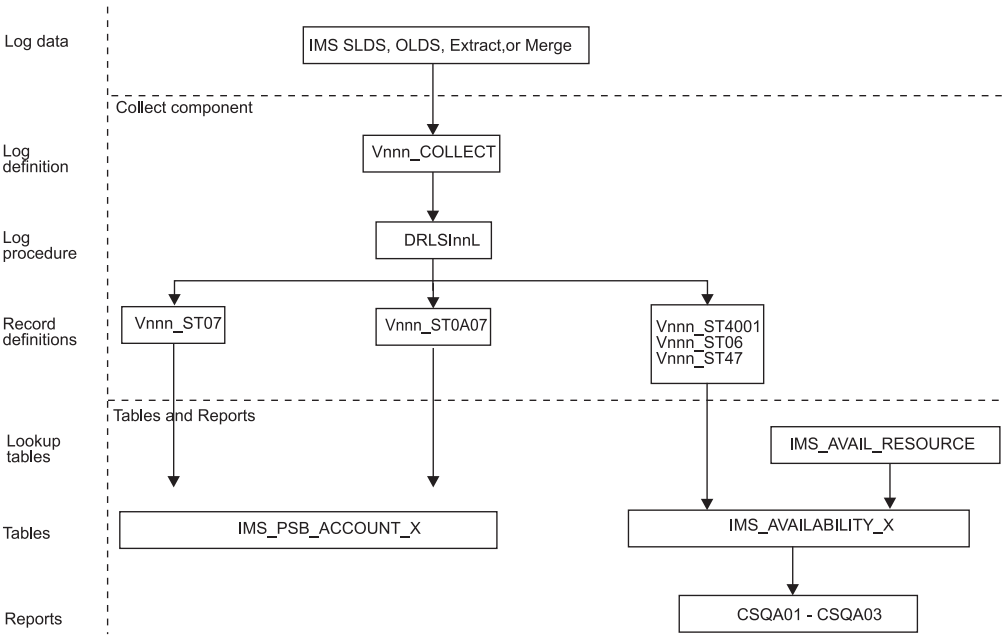 Log data
IMS SLDS, OLDS, Extract,or Merge
Collect component
Log
definition
Vnnn_COLLECT
Log
procedure
DRLSInnL
Record
definitions
Vnnn_ST07
Vnnn_ST0A07
Vnnn_ST4001
Vnnn_ST06
Vnnn_ST47
Tables and Reports
Lookup
tables
IMS_AVAIL_RESOURCE
Tables
IMS_PSB_ACCOUNT_X
IMS_AVAILABILITY_X
Reports
CSQA01 - CSQA03